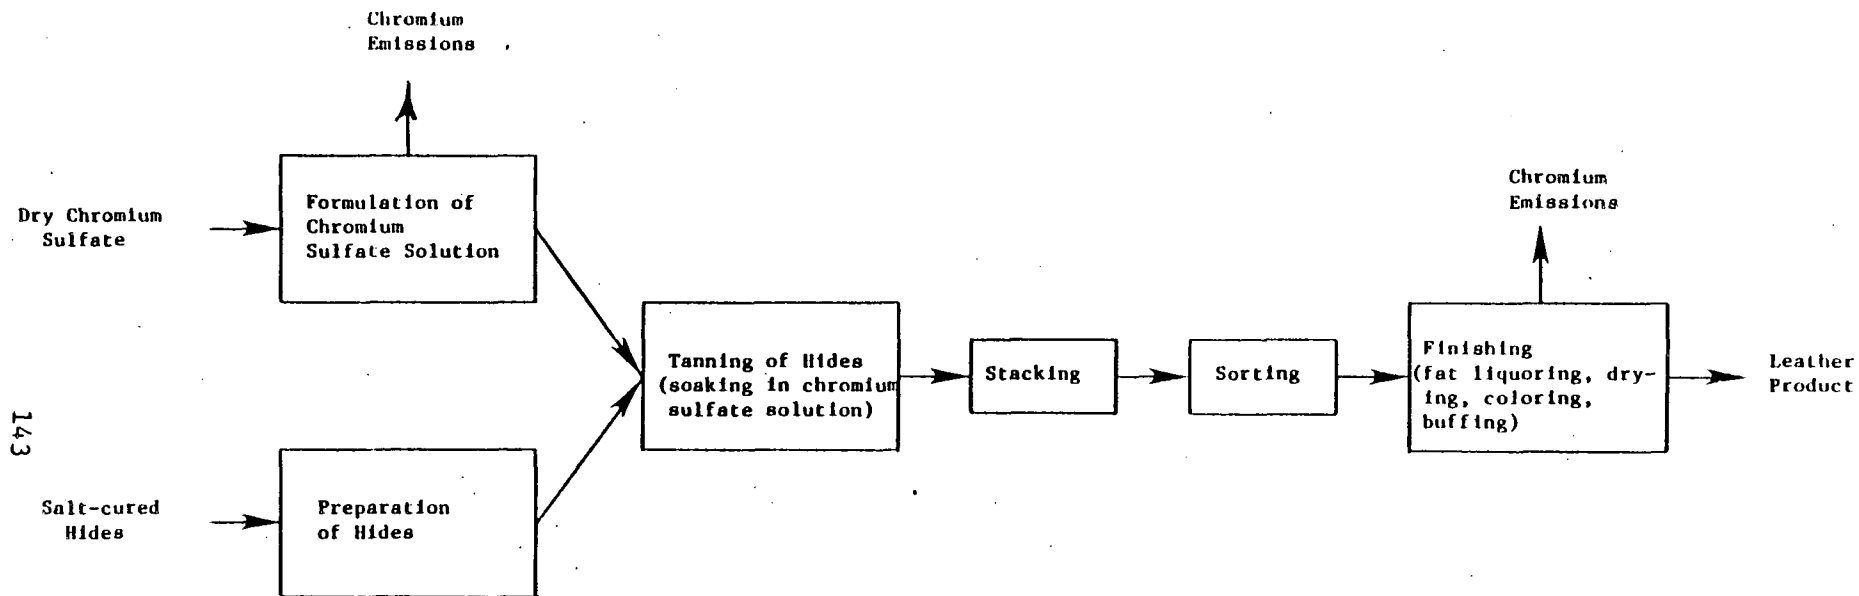 Chromium
Emissions
Dry Chromium
Sulfate
Formulation of
Chromium
Sulfate Solution
Salt-cured
Hides
Preparation
of Hides
Tanning of Hides
(soaking in chromium
sulfate solution)
Stacking
Sorting
Chromium
Emissions
Finishing
(fat liquoring, dry-
ing, coloring,
buffing)
Leather
Product
143